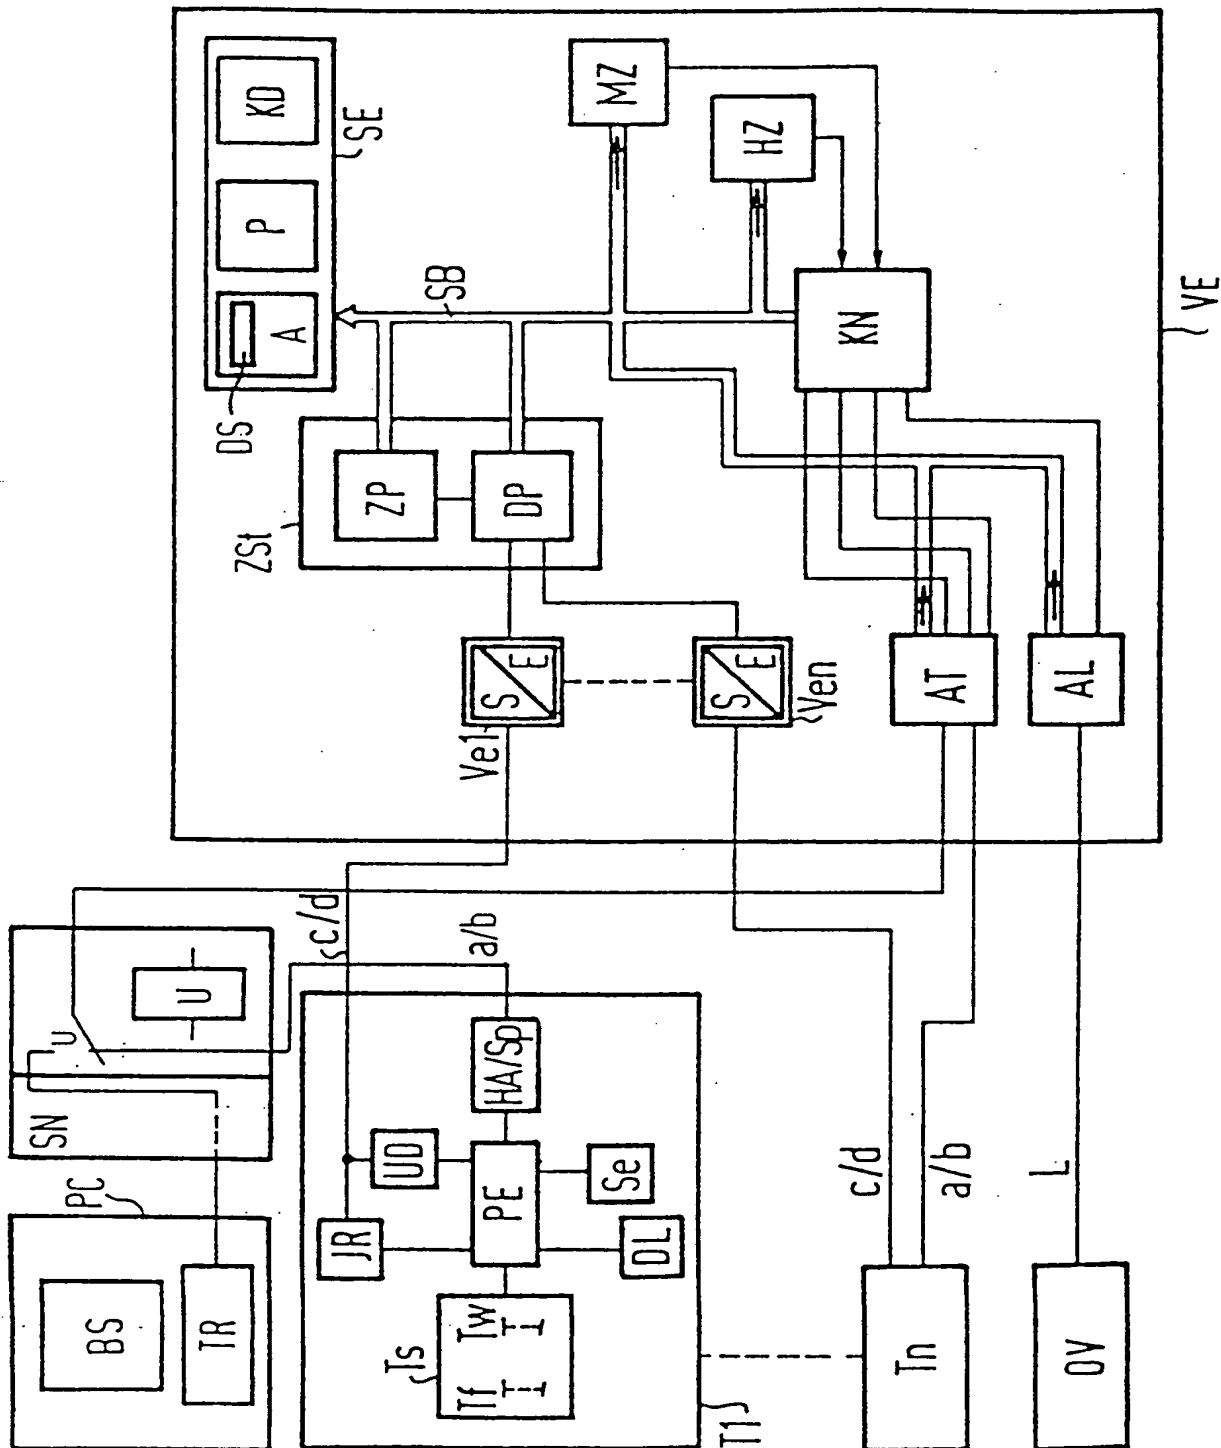 KD
P
A
DS
SE
MZ
HZ
SB
KN
VE
ZP
DP
ZSt
S
E
Ve1
S
E
Ven
AT
AL
c/d
a/b
U
U
SN
PC
BS
TR
HA/Sp
UD
JR
PE
Se
DL
Ts
Tf
Tw
T1
c/d
a/b
L
Tn
OV